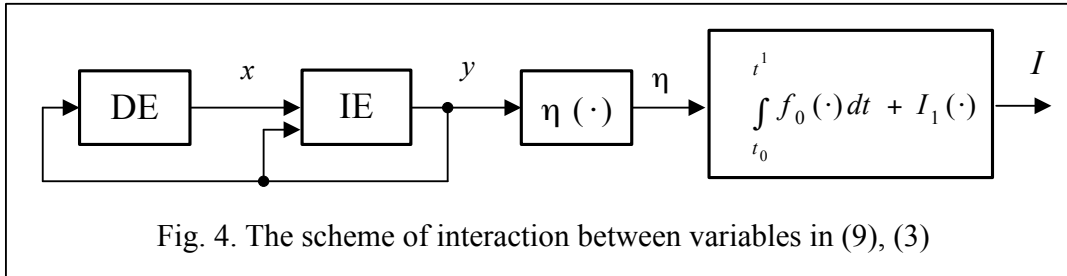 x y η I
DE IE η (·) ∫ f₀ (·) dt + I₁ (·)
t¹
t₀
Fig. 4. The scheme of interaction between variables in (9), (3)